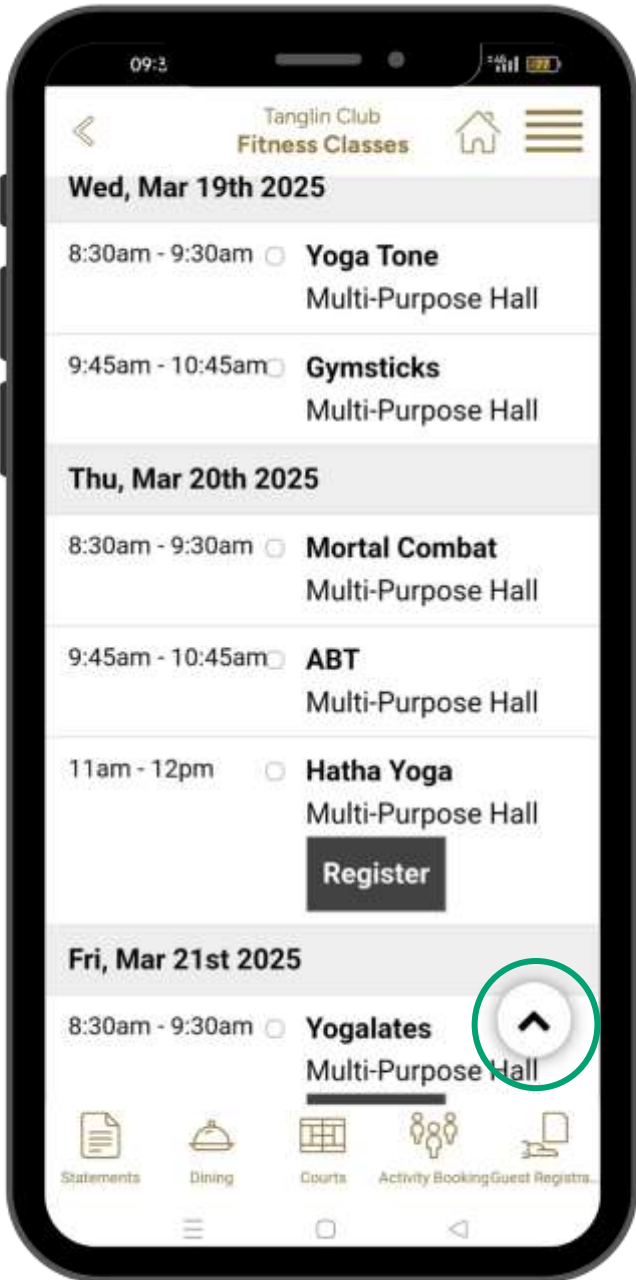 09:3
Tanglin Club
Fitness Classes
Wed, Mar 19th 2025
8:30am - 9:30am Yoga Tone
Multi-Purpose Hall
9:45am - 10:45am Gymsticks
Multi-Purpose Hall
Thu, Mar 20th 2025
8:30am - 9:30am Mortal Combat
Multi-Purpose Hall
9:45am - 10:45am ABT
Multi-Purpose Hall
11am - 12pm Hatha Yoga
Multi-Purpose Hall
Register
Fri, Mar 21st 2025
8:30am - 9:30am Yogalates
Multi-Purpose Hall
Statements Dining Courts Activity Booking Guest Registra...